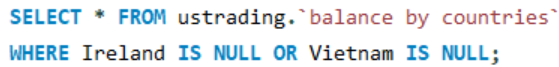 SELECT * FROM ustrading.`balance by countries`
WHERE Ireland IS NULL OR Vietnam IS NULL;